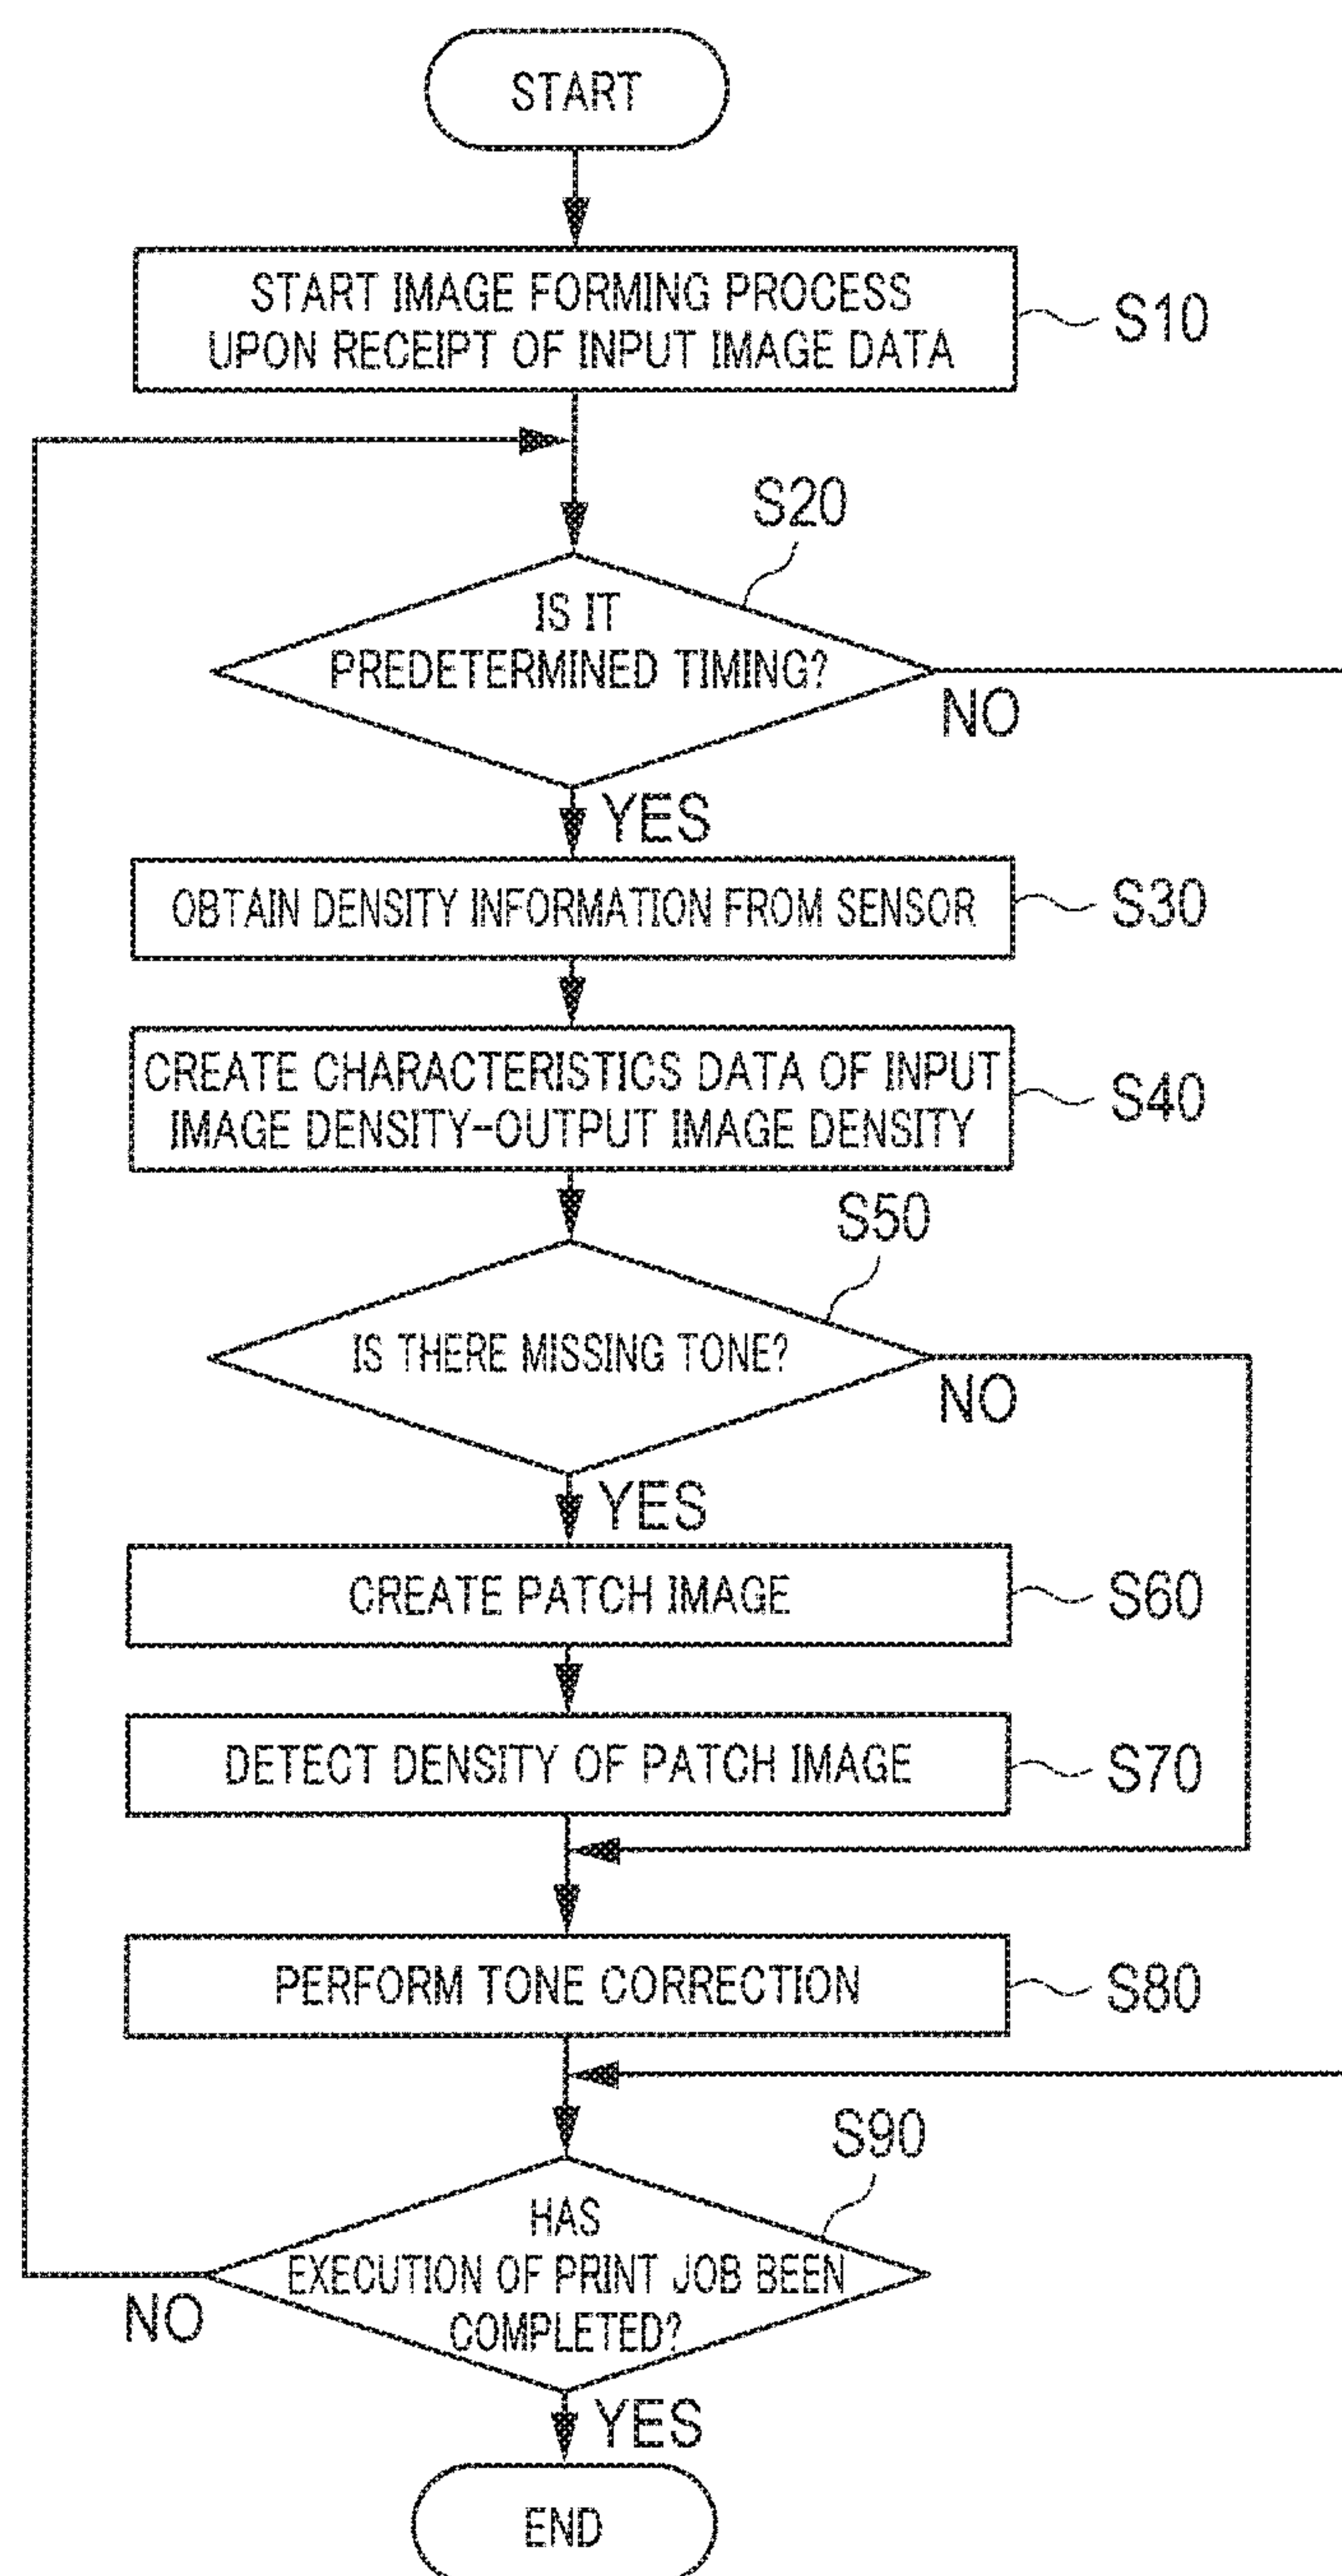 START
START IMAGE FORMING PROCESS
UPON RECEIPT OF INPUT IMAGE DATA
S10
S20
IS IT
PREDETERMINED TIMING?
NO
YES
OBTAIN DENSITY INFORMATION FROM SENSOR
S30
CREATE CHARACTERISTICS DATA OF INPUT
IMAGE DENSITY-OUTPUT IMAGE DENSITY
S40
S50
IS THERE MISSING TONE?
NO
YES
CREATE PATCH IMAGE
S60
DETECT DENSITY OF PATCH IMAGE
S70
PERFORM TONE CORRECTION
S80
S90
HAS
EXECUTION OF PRINT JOB BEEN
COMPLETED?
NO
YES
END